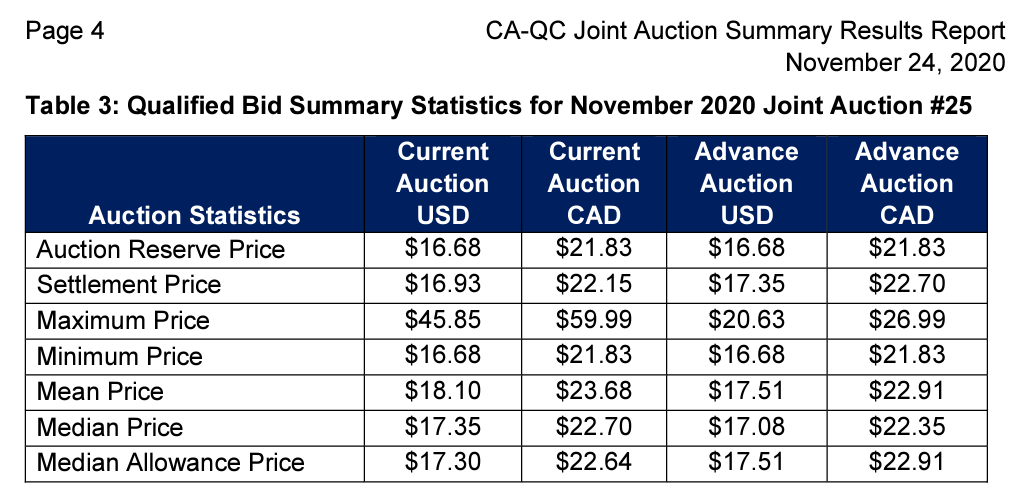 Page 4 CA-QC Joint Auction Summary Results Report
November 24, 2020
Table 3: Qualified Bid Summary Statistics for November 2020 Joint Auction #25
Auction Statistics Current Auction USD Current Auction CAD Advance Auction USD Advance Auction CAD
Auction Reserve Price $16.68 $21.83 $16.68 $21.83
Settlement Price $16.93 $22.15 $17.35 $22.70
Maximum Price $45.85 $59.99 $20.63 $26.99
Minimum Price $16.68 $21.83 $16.68 $21.83
Mean Price $18.10 $23.68 $17.51 $22.91
Median Price $17.35 $22.70 $17.08 $22.35
Median Allowance Price $17.30 $22.64 $17.51 $22.91